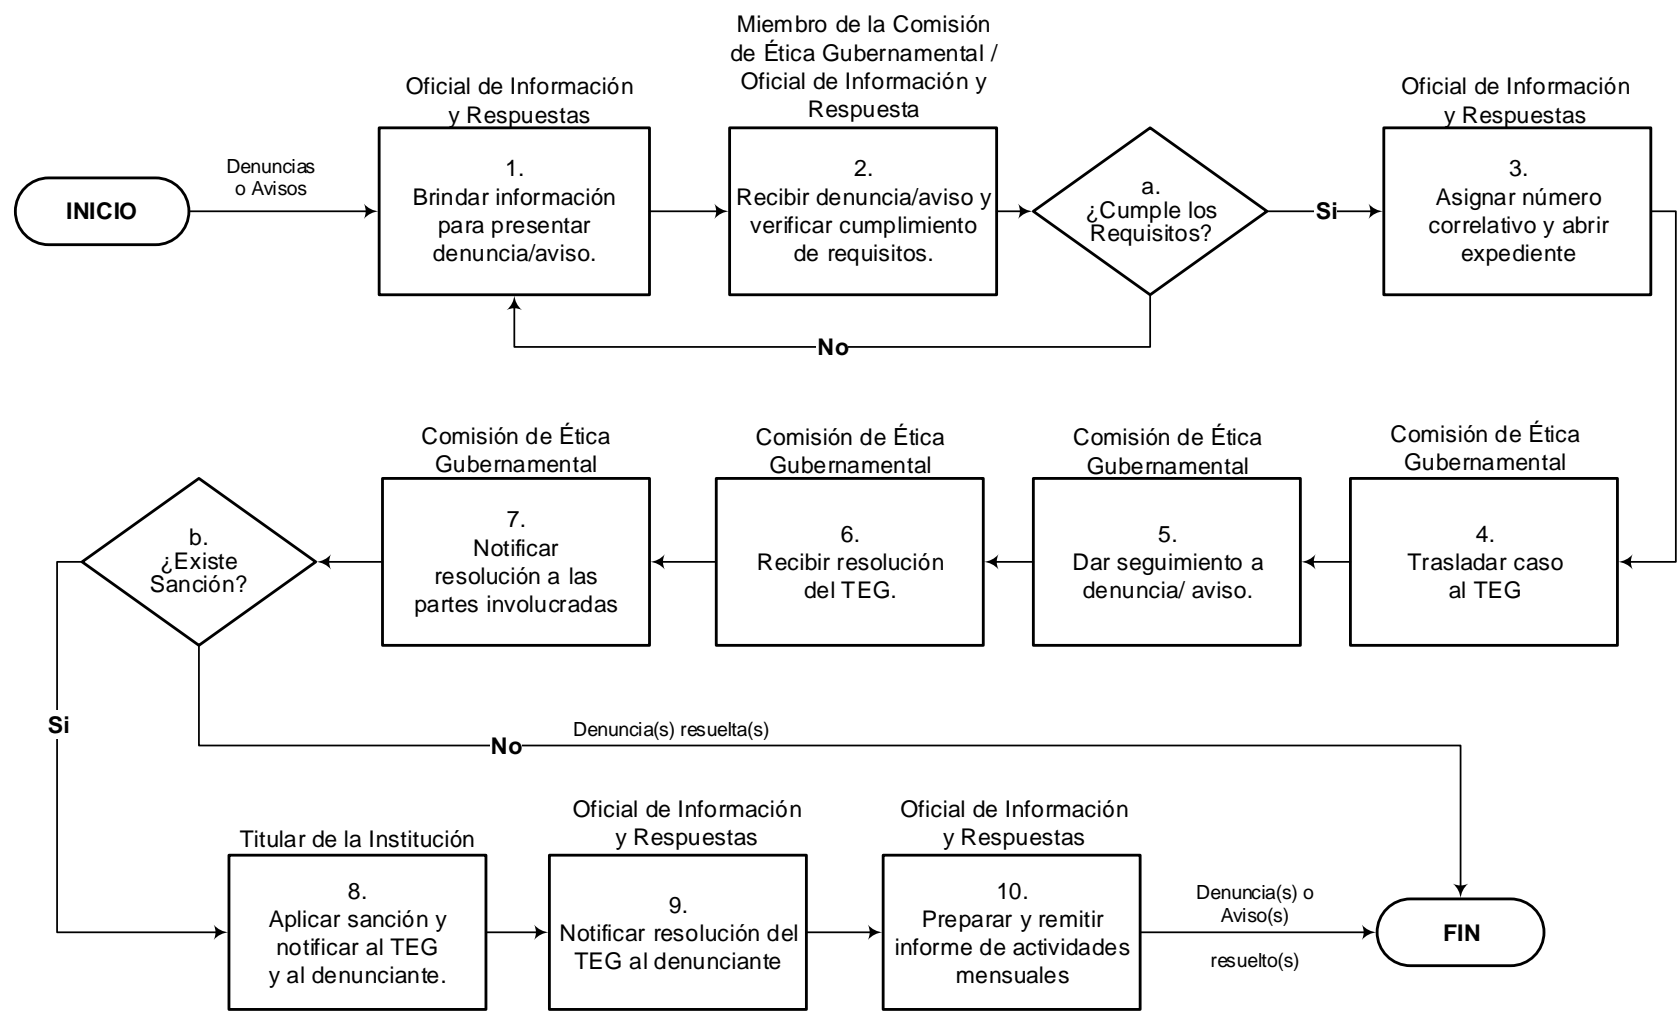 Miembro de la Comisión
de Ética Gubernamental /
Oficial de Información y
Respuesta
Oficial de Información
y Respuestas
Oficial de Información
y Respuestas
INICIO
Denuncias
o Avisos
1.
Brindar información
para presentar
denuncia/aviso.
2.
Recibir denuncia/aviso y
verificar cumplimiento
de requisitos.
a.
¿Cumple los
Requisitos?
Si
3.
Asignar número
correlativo y abrir
expediente
No
Comisión de Ética
Gubernamental
Comisión de Ética
Gubernamental
Comisión de Ética
Gubernamental
Comisión de Ética
Gubernamental
b.
¿Existe
Sanción?
7.
Notificar
resolución a las
partes involucradas
6.
Recibir resolución
del TEG.
5.
Dar seguimiento a
denuncia/ aviso.
4.
Trasladar caso
al TEG
Si
No
Denuncia(s) resuelta(s)
Titular de la Institución
Oficial de Información
y Respuestas
Oficial de Información
y Respuestas
8.
Aplicar sanción y
notificar al TEG
y al denunciante.
9.
Notificar resolución del
TEG al denunciante
10.
Preparar y remitir
informe de actividades
mensuales
Denuncia(s) o
Aviso(s)
resuelto(s)
FIN